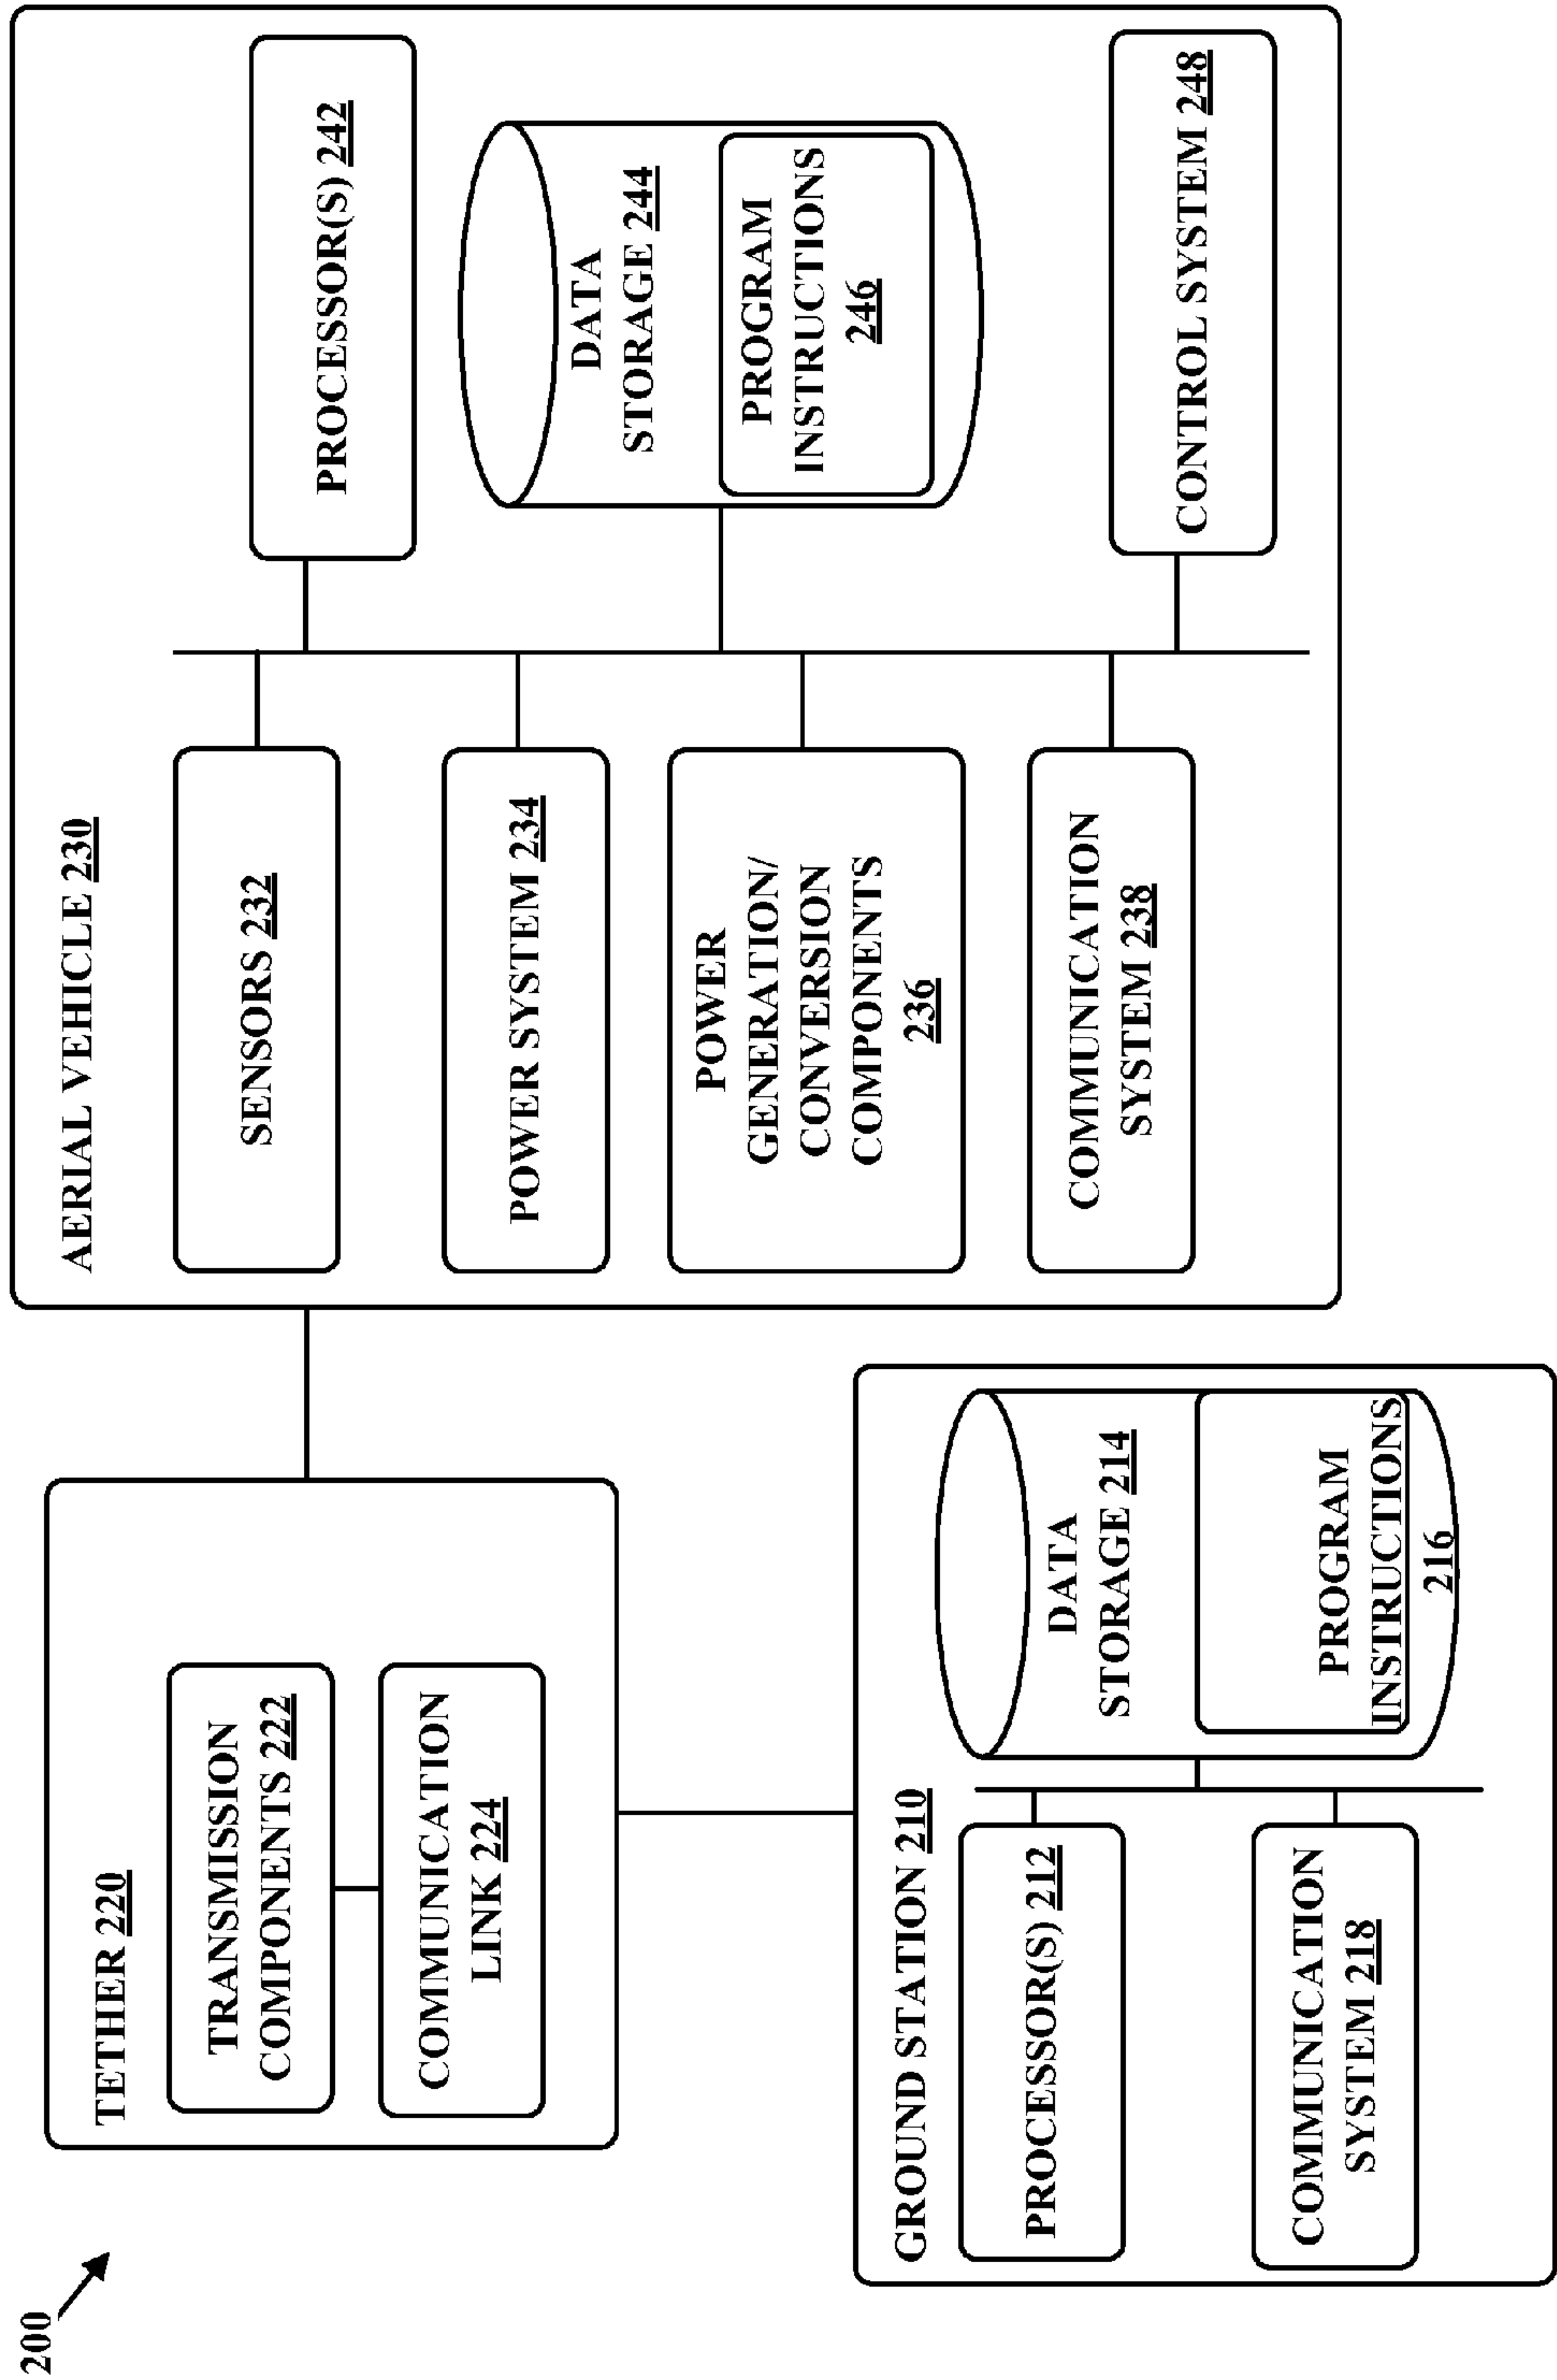 200
TETHER 220
TRANSMISSION
COMPONENTS 222
COMMUNICATION
LINK 224
GROUND STATION 210
PROCESSOR(S) 212
COMMUNICATION
SYSTEM 218
DATA
STORAGE 214
PROGRAM
INSTRUCTIONS
216
AERIAL VEHICLE 230
SENSORS 232
POWER SYSTEM 234
POWER
GENERATION/
CONVERSION
COMPONENTS
236
COMMUNICATION
SYSTEM 238
PROCESSOR(S) 242
DATA
STORAGE 244
PROGRAM
INSTRUCTIONS
246
CONTROL SYSTEM 248